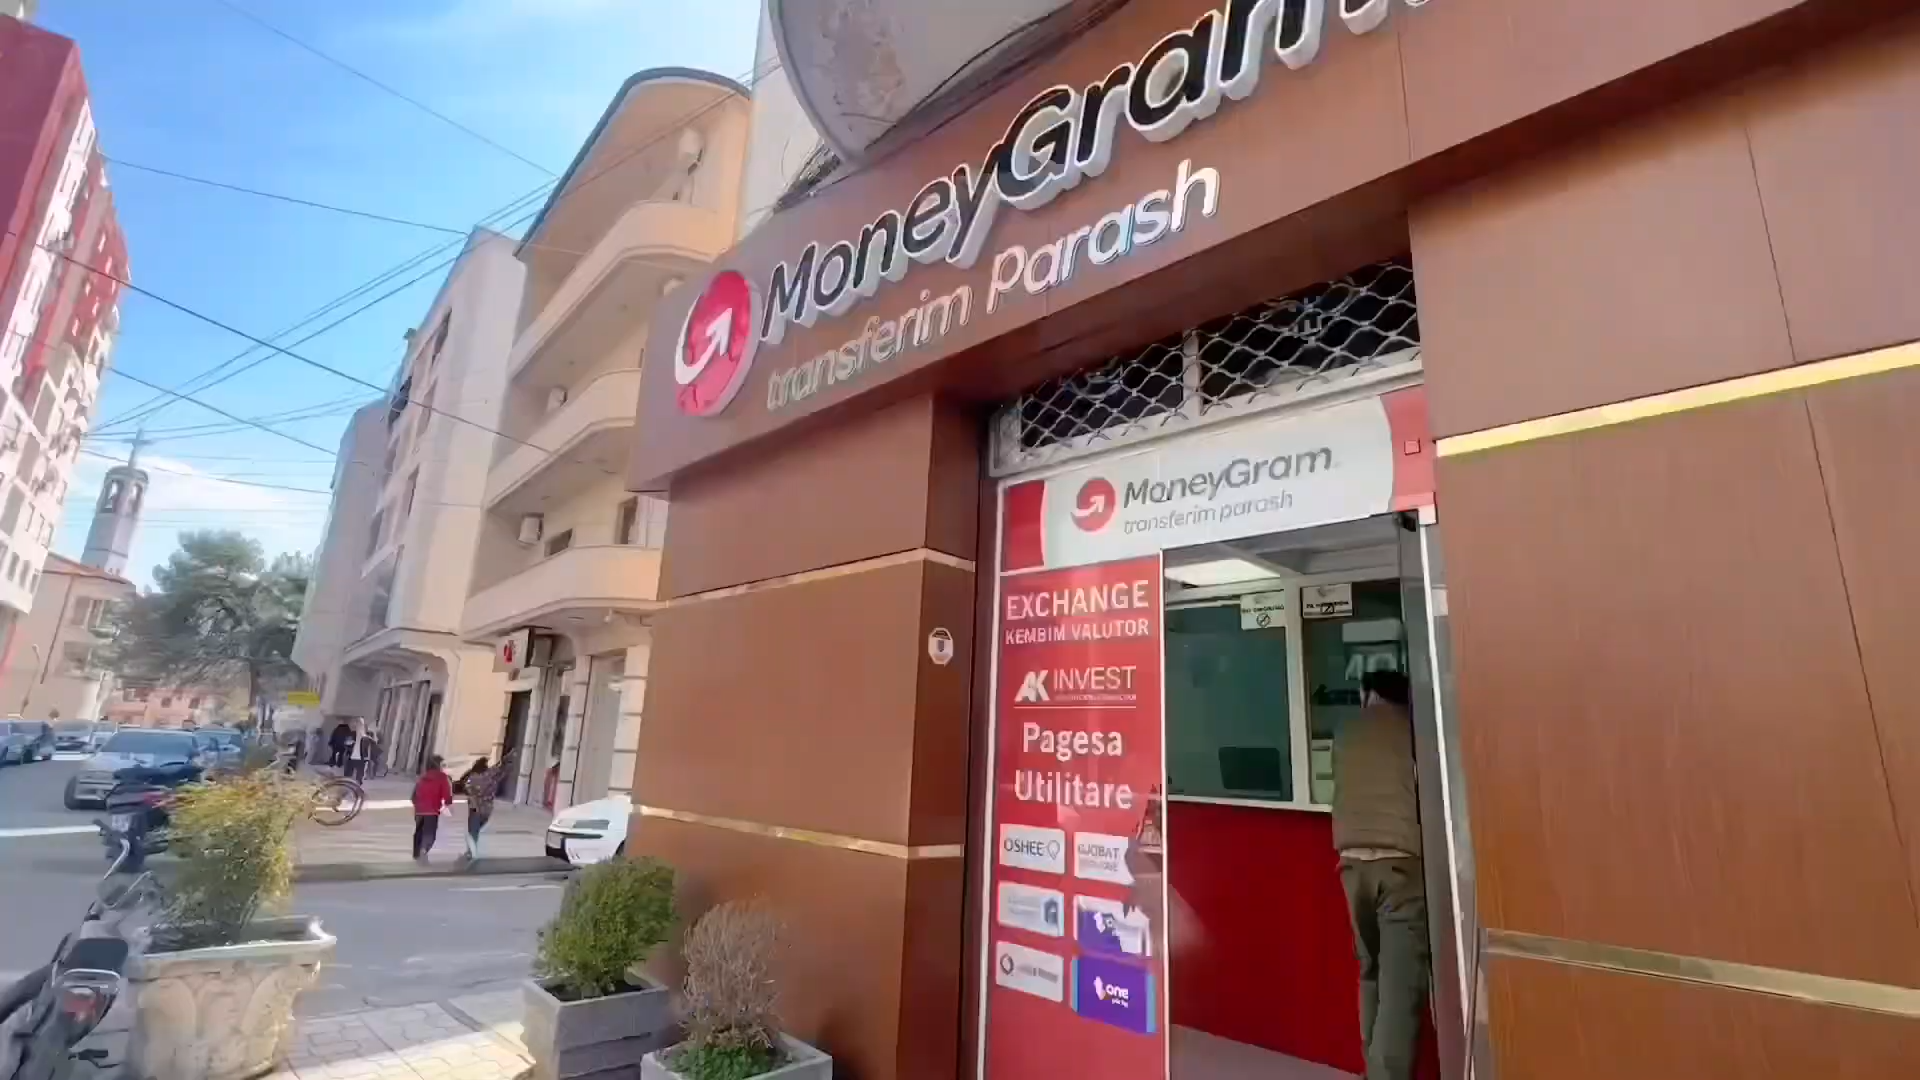 MoneyGram
transferim Parash
MoneyGram
transferim parash
EXCHANGE
KEMBIM VALUTOR
AK INVEST
Pagesa
Utilitare
OSHEE
GJOBAT
one